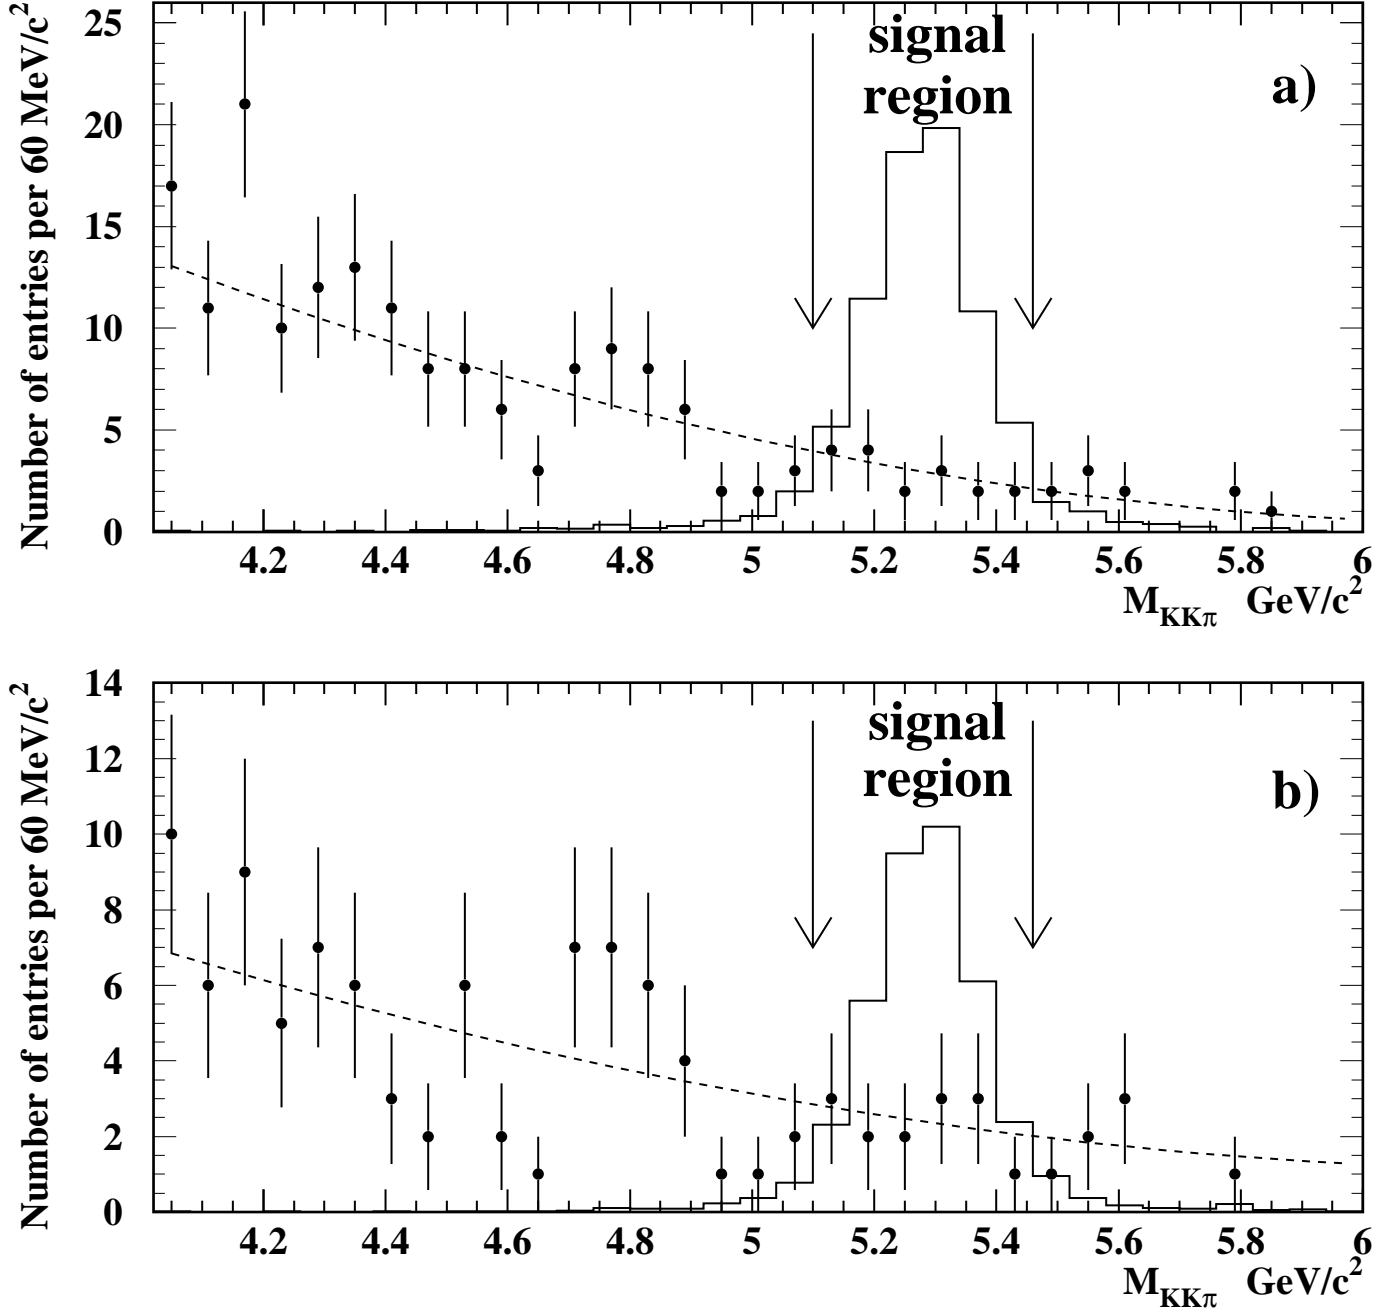 Number of entries per 60 MeV/c²
25
20
15
10
5
0
signal
region
a)
4.2 4.4 4.6 4.8 5 5.2 5.4 5.6 5.8 6
M_KKπ GeV/c²
Number of entries per 60 MeV/c²
14
12
10
8
6
4
2
0
signal
region
b)
4.2 4.4 4.6 4.8 5 5.2 5.4 5.6 5.8 6
M_KKπ GeV/c²